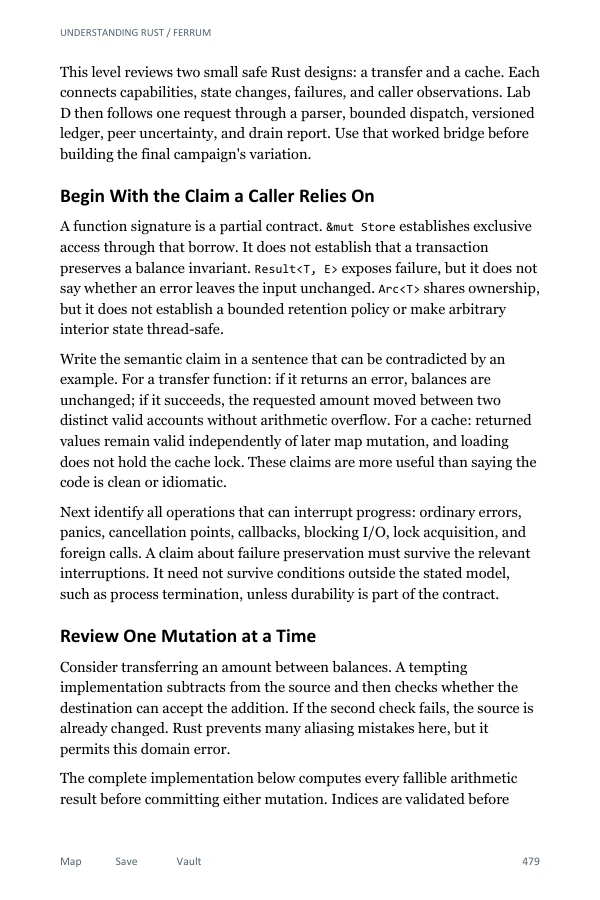 UNDERSTANDING RUST / FERRUM
This level reviews two small safe Rust designs: a transfer and a cache. Each
connects capabilities, state changes, failures, and caller observations. Lab
D then follows one request through a parser, bounded dispatch, versioned
ledger, peer uncertainty, and drain report. Use that worked bridge before
building the final campaign's variation.
Begin With the Claim a Caller Relies On
A function signature is a partial contract. &mut Store establishes exclusive
access through that borrow. It does not establish that a transaction
preserves a balance invariant. Result<T, E> exposes failure, but it does not
say whether an error leaves the input unchanged. Arc<T> shares ownership,
but it does not establish a bounded retention policy or make arbitrary
interior state thread-safe.
Write the semantic claim in a sentence that can be contradicted by an
example. For a transfer function: if it returns an error, balances are
unchanged; if it succeeds, the requested amount moved between two
distinct valid accounts without arithmetic overflow. For a cache: returned
values remain valid independently of later map mutation, and loading
does not hold the cache lock. These claims are more useful than saying the
code is clean or idiomatic.
Next identify all operations that can interrupt progress: ordinary errors,
panics, cancellation points, callbacks, blocking I/O, lock acquisition, and
foreign calls. A claim about failure preservation must survive the relevant
interruptions. It need not survive conditions outside the stated model,
such as process termination, unless durability is part of the contract.
Review One Mutation at a Time
Consider transferring an amount between balances. A tempting
implementation subtracts from the source and then checks whether the
destination can accept the addition. If the second check fails, the source is
already changed. Rust prevents many aliasing mistakes here, but it
permits this domain error.
The complete implementation below computes every fallible arithmetic
result before committing either mutation. Indices are validated before
Map Save Vault 479